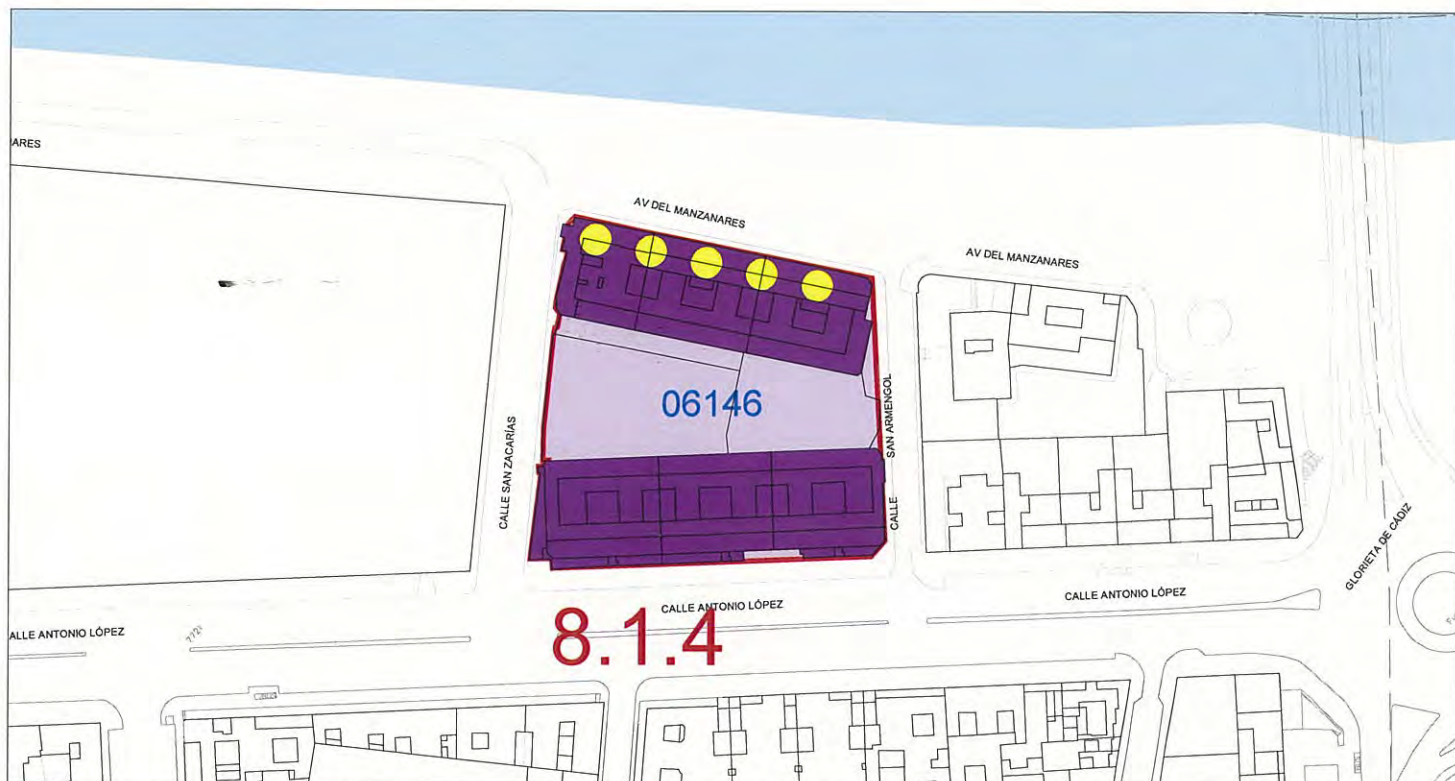 ARES
AV DEL MANZANARES
AV DEL MANZANARES
06146
CALLE SAN ZACARÍAS
SAN ARMENGOL
CALLE
GLORIETA DE CÁDIZ
CALLE ANTONIO LÓPEZ
CALLE ANTONIO LÓPEZ
ALLE ANTONIO LÓPEZ
8.1.4